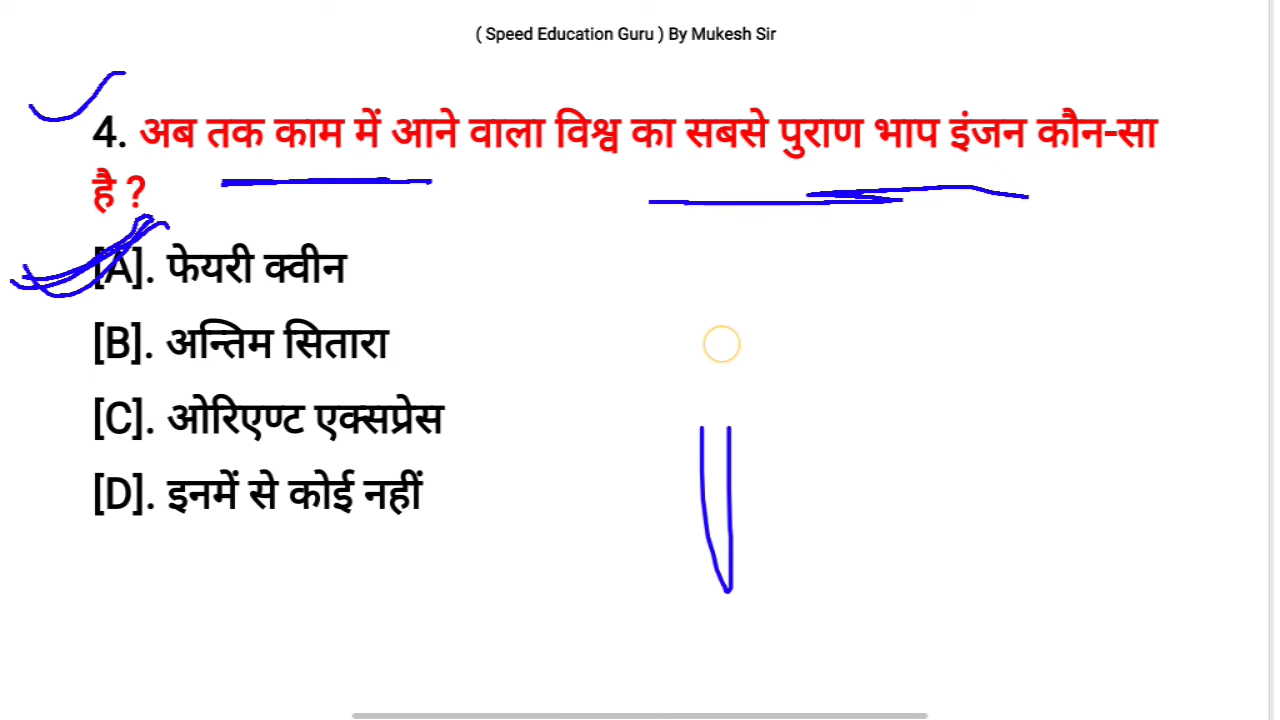 ( Speed Education Guru ) By Mukesh Sir
4. अब तक काम में आने वाला विश्व का सबसे पुराण भाप इंजन कौन-सा
है ?
[A]. फेयरी क्वीन
[B]. अन्तिम सितारा
[C]. ओरिएण्ट एक्सप्रेस
[D]. इनमें से कोई नहीं